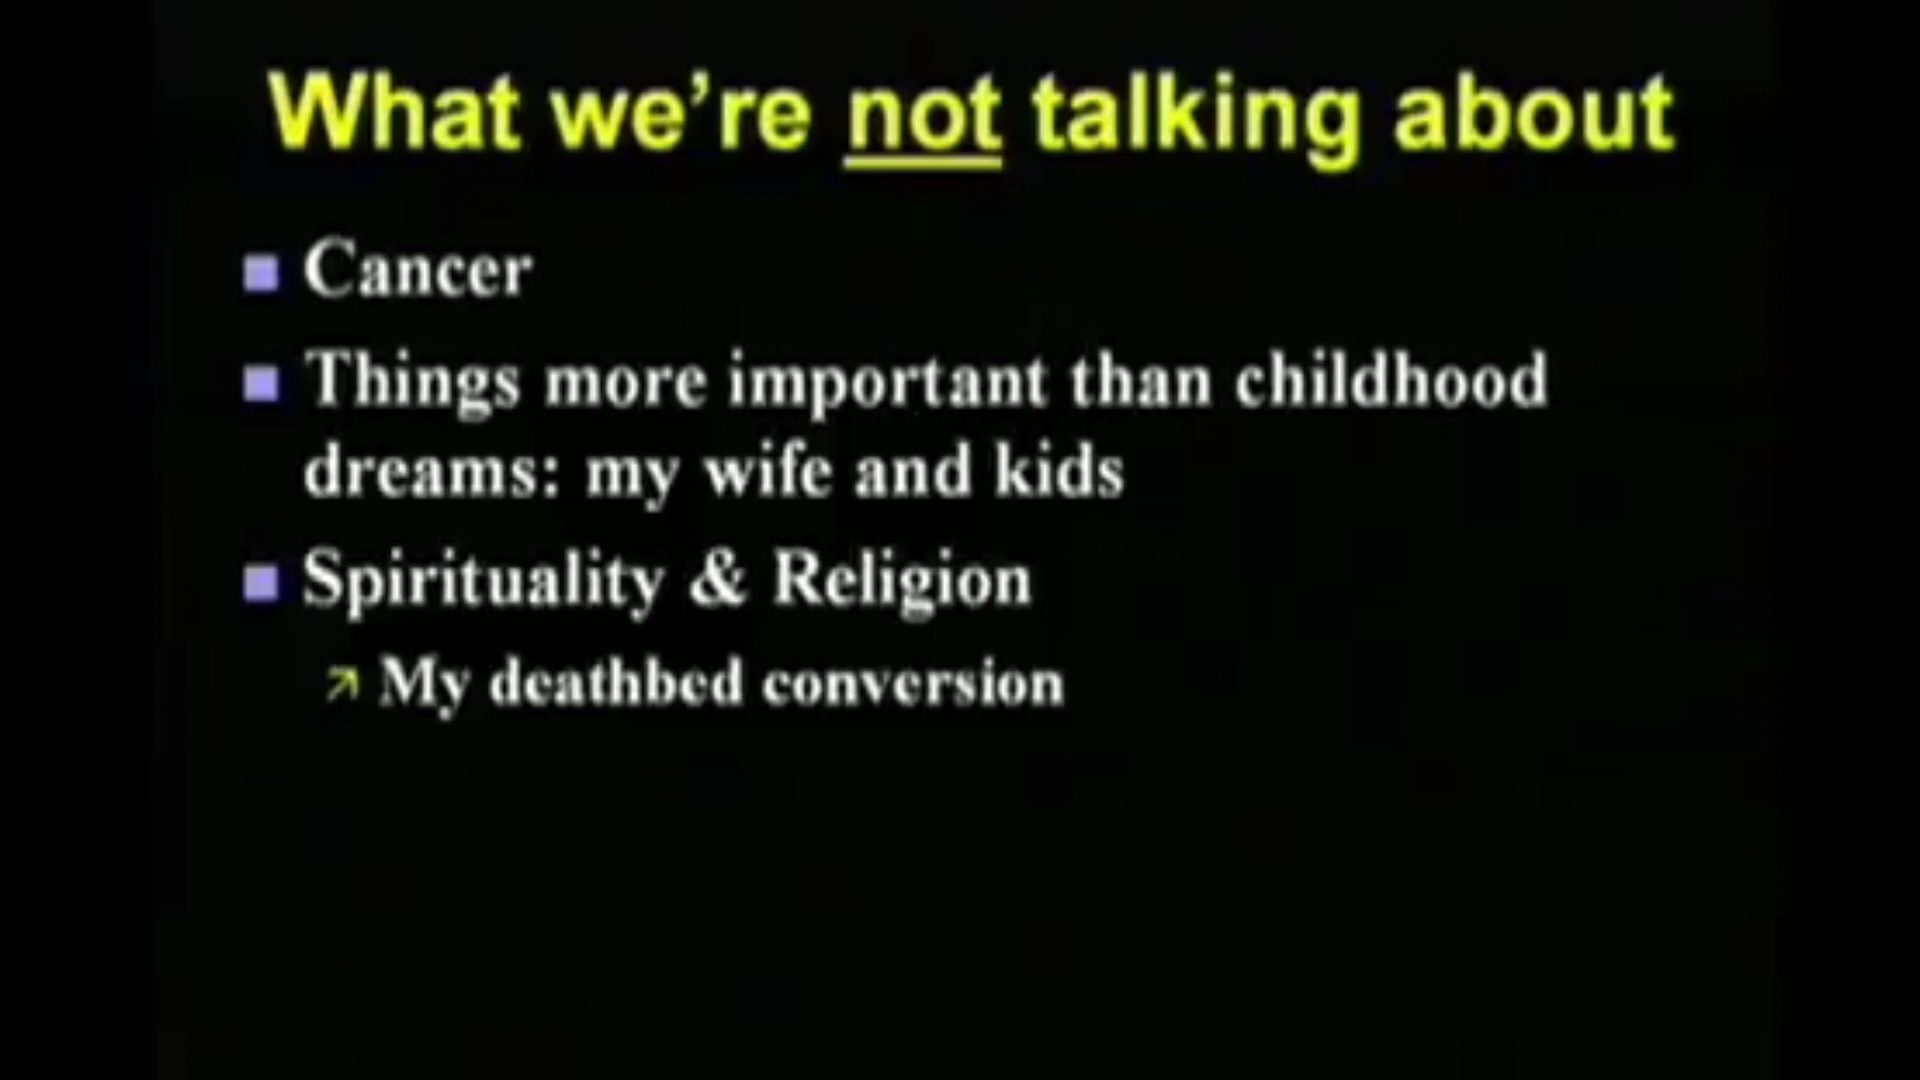 What we're not talking about
Cancer
Things more important than childhood
dreams: my wife and kids
Spirituality & Religion
My deathbed conversion